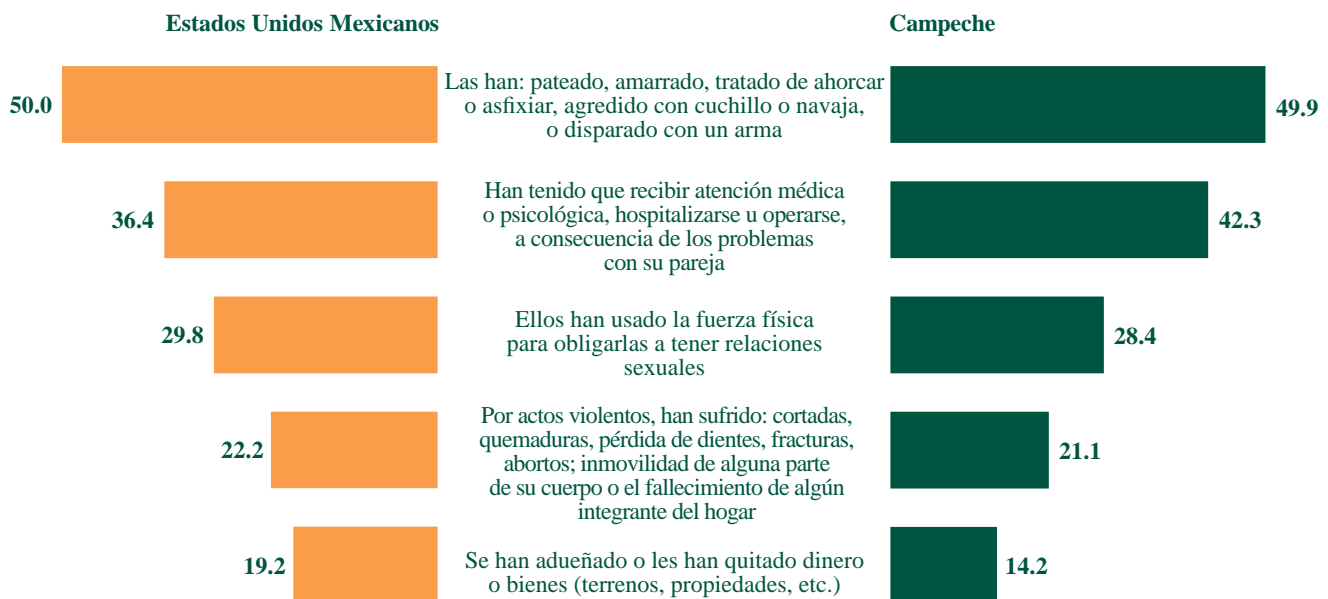 Estados Unidos Mexicanos
Campeche
50.0
Las han: pateado, amarrado, tratado de ahorcar
o asfixiar, agredido con cuchillo o navaja,
o disparado con un arma
49.9
36.4
Han tenido que recibir atención médica
o psicológica, hospitalizarse u operarse,
a consecuencia de los problemas
con su pareja
42.3
29.8
Ellos han usado la fuerza física
para obligarlas a tener relaciones
sexuales
28.4
22.2
Por actos violentos, han sufrido: cortadas,
quemaduras, pérdida de dientes, fracturas,
abortos; inmovilidad de alguna parte
de su cuerpo o el fallecimiento de algún
integrante del hogar
21.1
19.2
Se han adueñado o les han quitado dinero
o bienes (terrenos, propiedades, etc.)
14.2